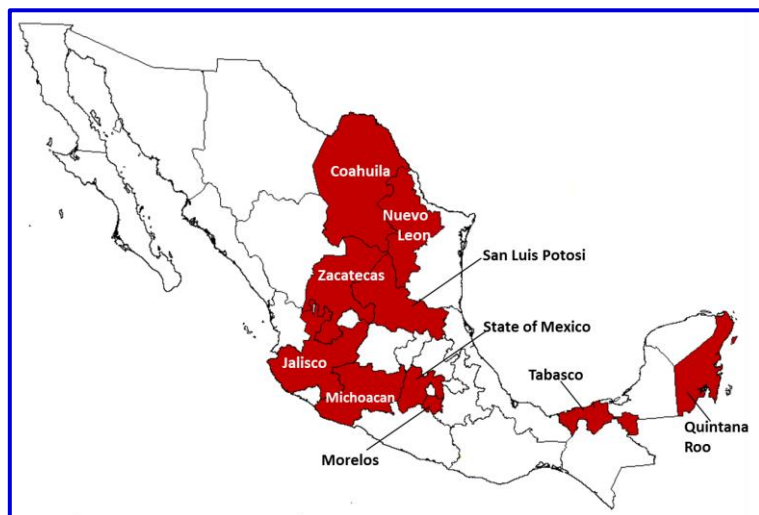 Coahuila
Nuevo
Leon
San Luis Potosi
Zacatecas
State of Mexico
Jalisco
Tabasco
Michoacan
Quintana
Roo
Morelos